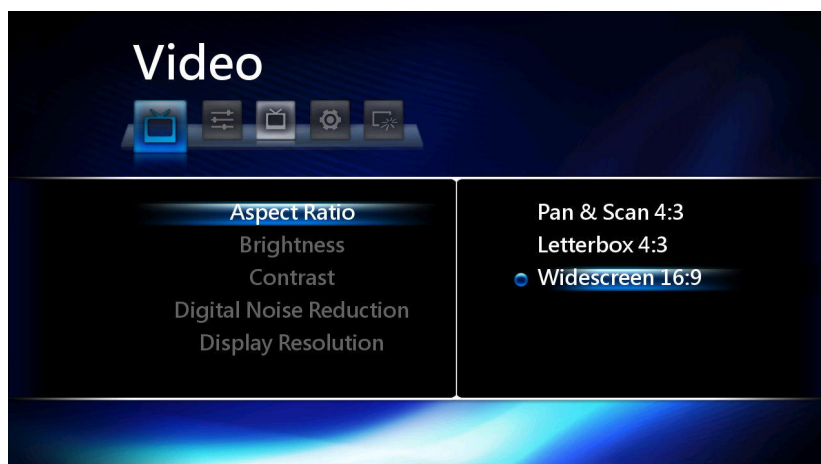 Video
Aspect Ratio
Brightness
Contrast
Digital Noise Reduction
Display Resolution
Pan & Scan 4:3
Letterbox 4:3
Widescreen 16:9